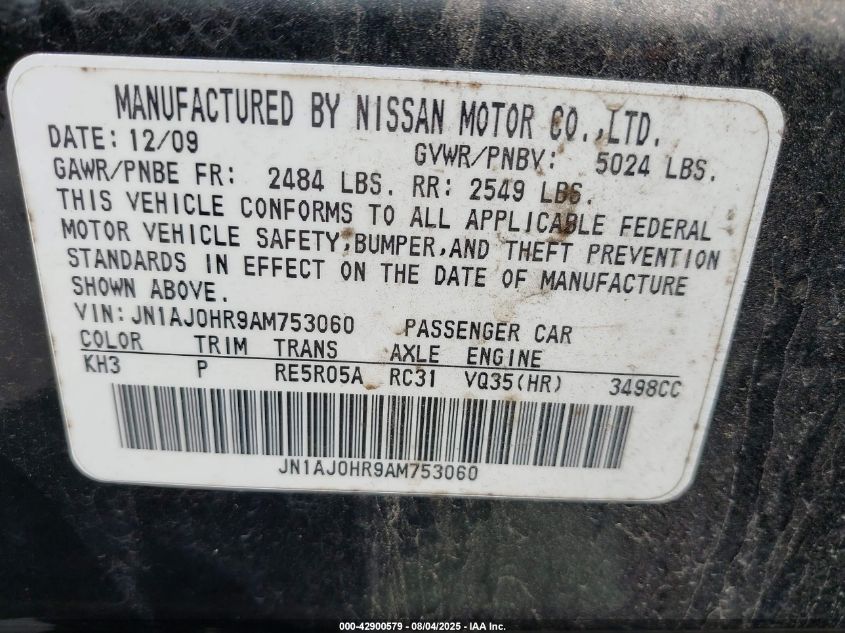 MANUFACTURED BY NISSAN MOTOR CO.,LTD.
DATE: 12/09 GVWR/PNBV: 5024 LBS.
GAWR/PNBE FR: 2484 LBS. RR: 2549 LBS.
THIS VEHICLE CONFORMS TO ALL APPLICABLE FEDERAL
MOTOR VEHICLE SAFETY,BUMPER,AND THEFT PREVENTION
STANDARDS IN EFFECT ON THE DATE OF MANUFACTURE
SHOWN ABOVE.
VIN:JN1AJ0HR9AM753060 PASSENGER CAR
COLOR TRIM TRANS AXLE ENGINE
KH3 P RE5R05A RC31 VQ35(HR) 3498CC
JN1AJ0HR9AM753060
000-42900579 - 08/04/2025 - IAA Inc.